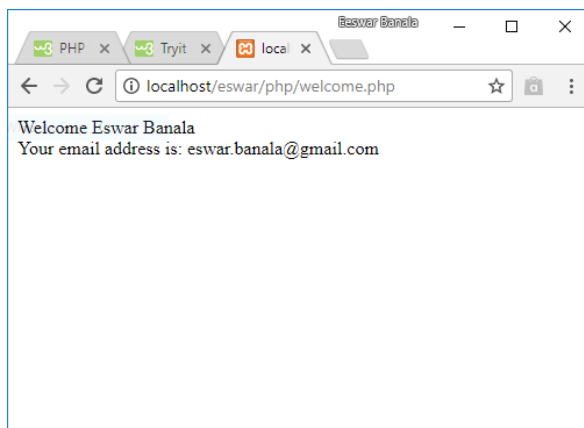 Eeswar Banala
PHP
Tryit
local
localhost/eswar/php/welcome.php
Welcome Eswar Banala
Your email address is: eswar.banala@gmail.com